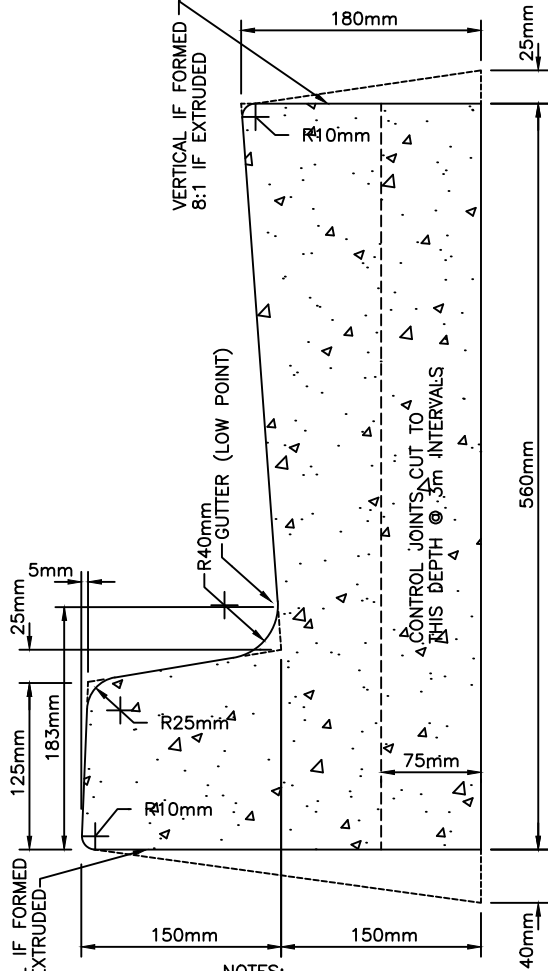 180mm
25mm
VERTICAL IF FORMED
8:1 IF EXTRUDED
R10mm
GUTTER (LOW POINT)
R40mm
5mm
25mm
CONTROL JOINTS CUT TO
THIS DEPTH @ 3m INTERVALS
560mm
125mm
183mm
R25mm
75mm
R10mm
IF FORMED
EXTRUDED
150mm
150mm
40mm
NOTES: